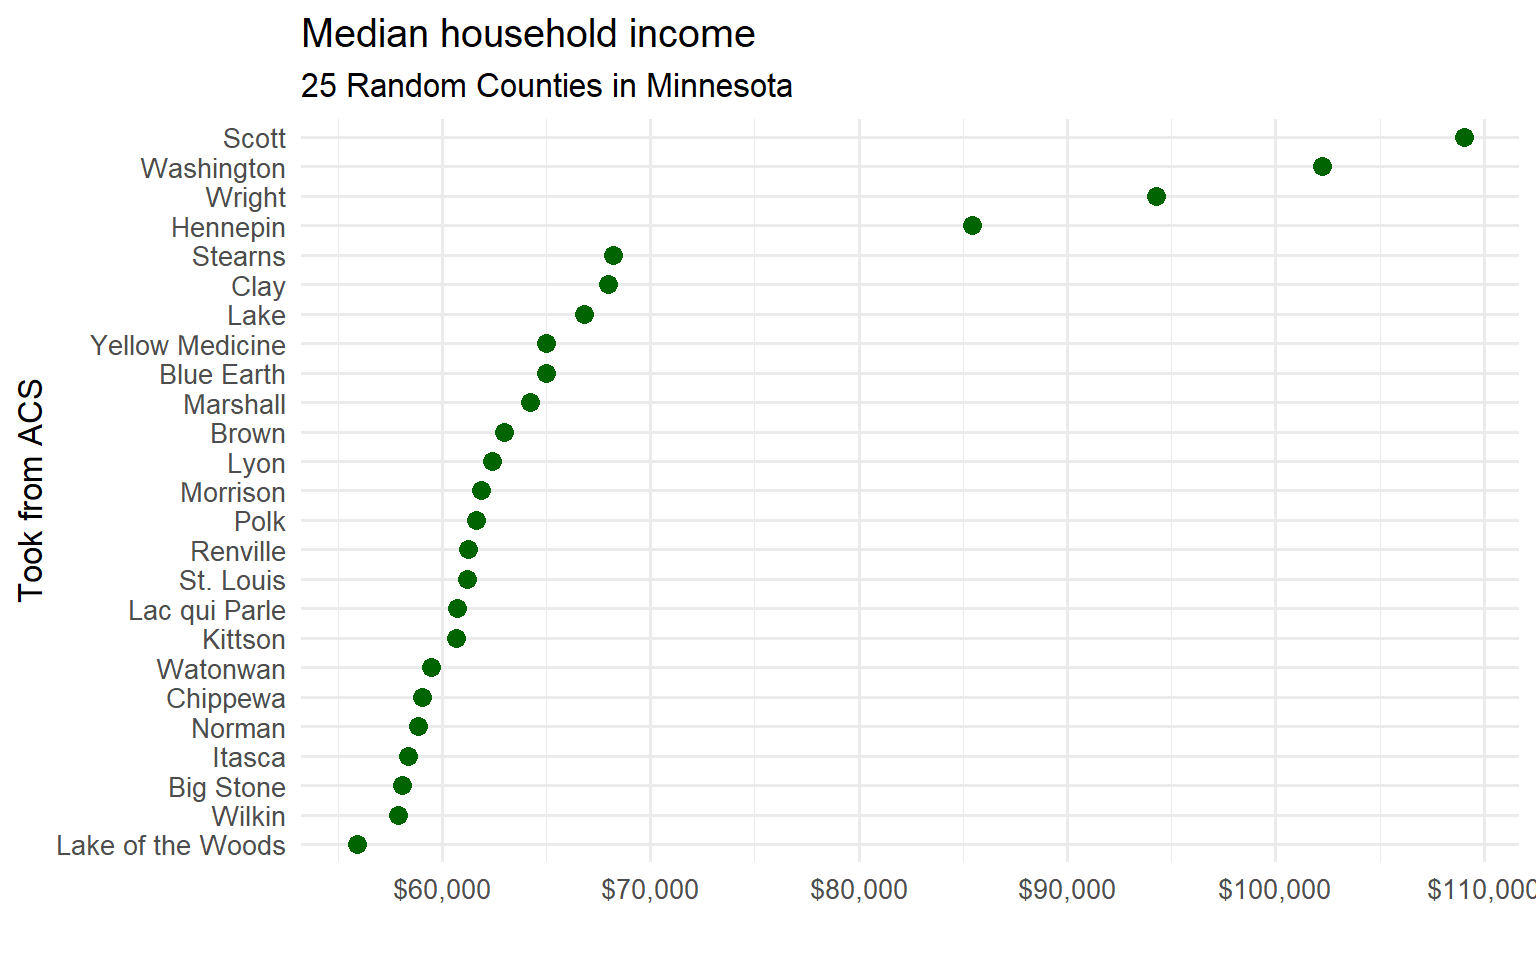 Median household income
25 Random Counties in Minnesota
Scott
Washington
Wright
Hennepin
Stearns
Clay
Lake
Yellow Medicine
Blue Earth
Marshall
Brown
Lyon
Morrison
Polk
Renville
St. Louis
Lac qui Parle
Kittson
Watonwan
Chippewa
Norman
Itasca
Big Stone
Wilkin
Lake of the Woods
Took from ACS
$60,000
$70,000
$80,000
$90,000
$100,000
$110,000